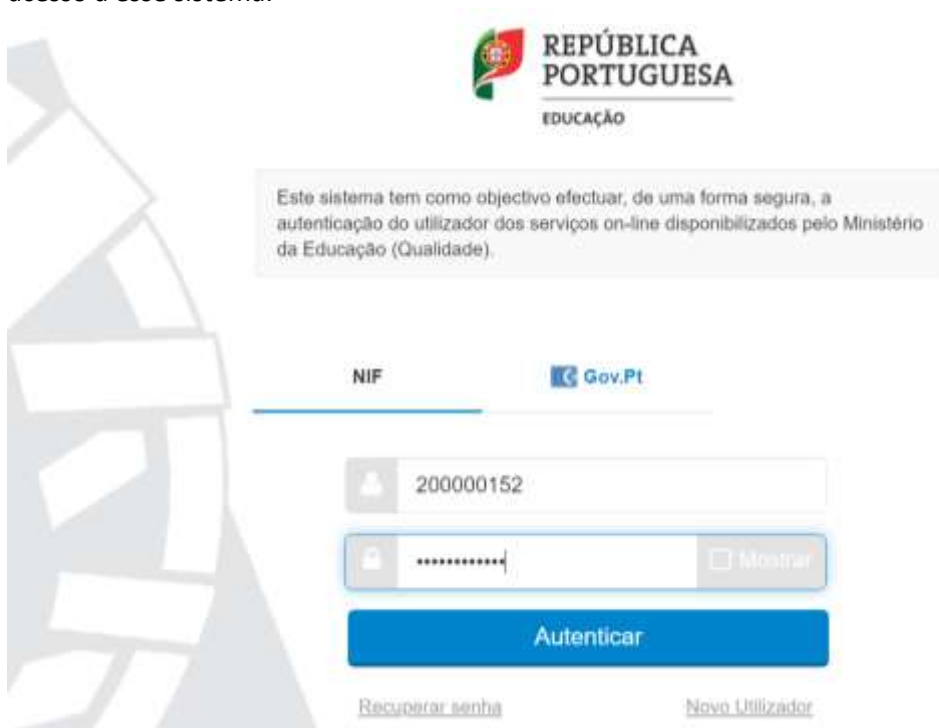 acesso a esse sistema.
REPÚBLICA
PORTUGUESA
EDUCAÇÃO
Este sistema tem como objectivo efectuar, de uma forma segura, a
autenticação do utilizador dos serviços on-line disponibilizados pelo Ministério
da Educação (Qualidade).
NIF Gov.Pt
200000152
••••••••••••
Mostrar
Autenticar
Recuperar senha Novo Utilizador